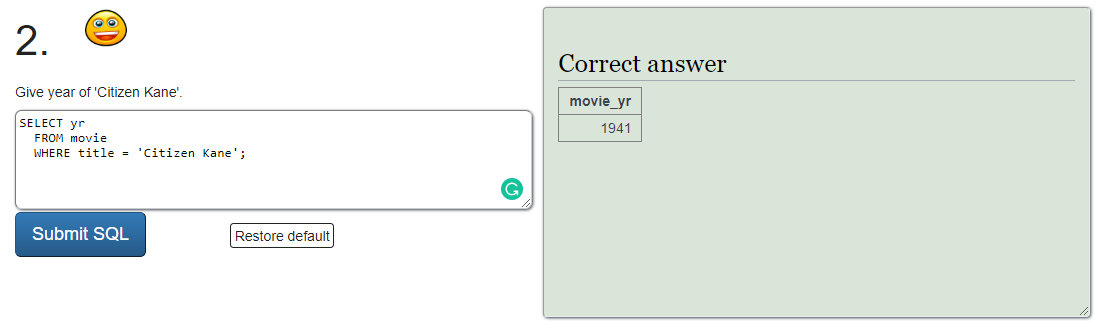 2.
Give year of 'Citizen Kane'.
SELECT yr
FROM movie
WHERE title = 'Citizen Kane';
Submit SQL
Restore default
Correct answer
movie_yr
1941